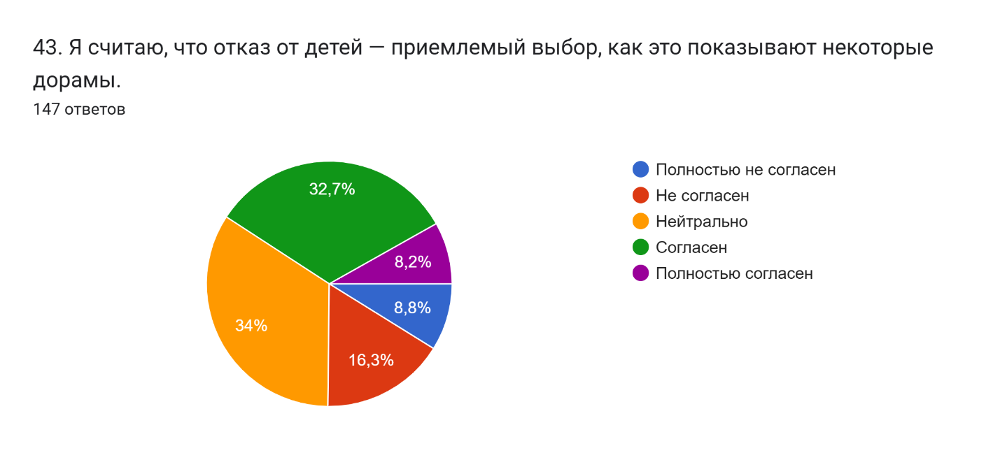 43. Я считаю, что отказ от детей — приемлемый выбор, как это показывают некоторые
дорамы.
147 ответов
32,7%
8,2%
8,8%
16,3%
34%
Полностью не согласен
Не согласен
Нейтрально
Согласен
Полностью согласен